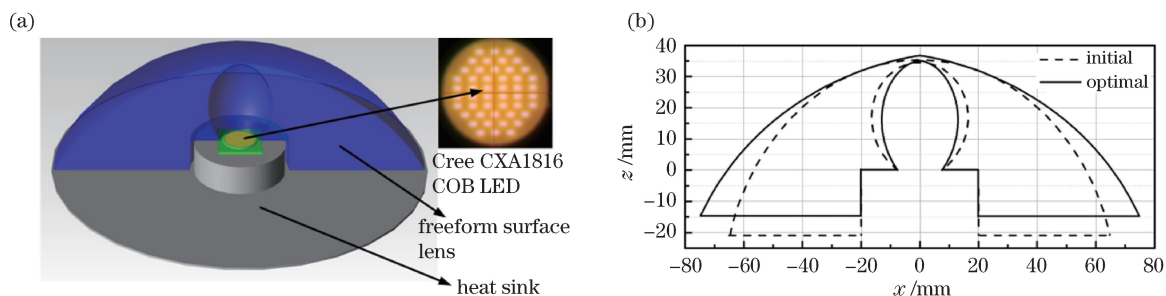 (a)
Cree CXA1816
COB LED
freeform surface
lens
heat sink
(b)
40
30
20
10
0
−10
−20
z /mm
initial
optimal
−80 −60 −40 −20 0 20 40 60 80
x /mm